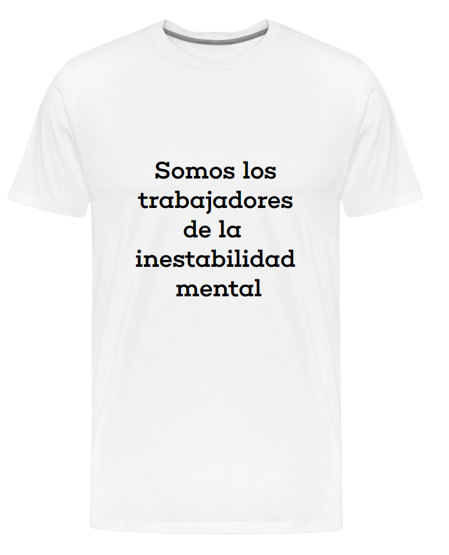 Somos los
trabajadores
de la
inestabilidad
mental